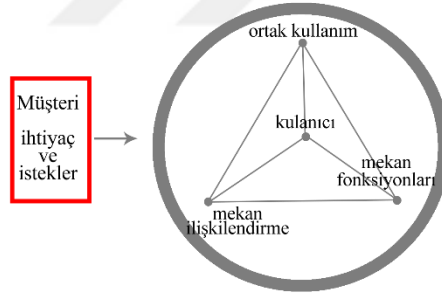 Müşteri
ihtiyaç
ve
istekler
ortak kullanım
kulanıcı
mekan
fonksiyonları
mekan
ilişkilendirme